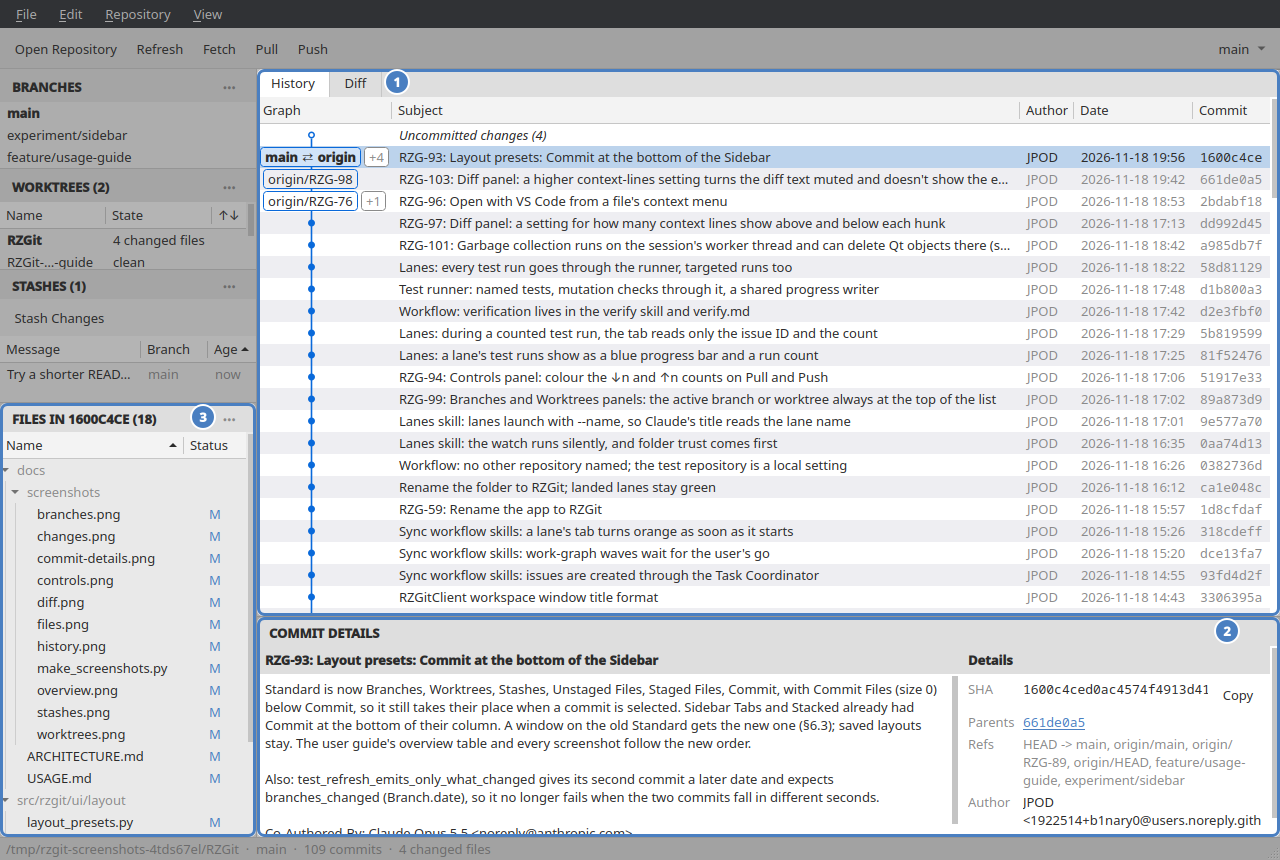 File Edit Repository View
Open Repository Refresh Fetch Pull Push main
BRANCHES ...
main
experiment/sidebar
feature/usage-guide
WORKTREES (2) ...
Name State ↑↓
RZGit 4 changed files
RZGit-...-guide clean
STASHES (1) ...
Stash Changes
Message Branch Age
Try a shorter READ... main now
FILES IN 1600C4CE (18) 3 ...
Name Status
docs
screenshots
branches.png M
changes.png M
commit-details.png M
controls.png M
diff.png M
files.png M
history.png M
make_screenshots.py M
overview.png M
stashes.png M
worktrees.png M
ARCHITECTURE.md M
USAGE.md M
src/rzgit/ui/layout
layout_presets.py M
History Diff 1
Graph Subject Author Date Commit
Uncommitted changes (4)
main ⇄ origin +4 RZG-93: Layout presets: Commit at the bottom of the Sidebar JPOD 2026-11-18 19:56 1600c4ce
origin/RZG-98 RZG-103: Diff panel: a higher context-lines setting turns the diff text muted and doesn't show the e... JPOD 2026-11-18 19:42 661de0a5
origin/RZG-76 +1 RZG-96: Open with VS Code from a file's context menu JPOD 2026-11-18 18:53 2bdabf18
RZG-97: Diff panel: a setting for how many context lines show above and below each hunk JPOD 2026-11-18 17:13 dd992d45
RZG-101: Garbage collection runs on the session's worker thread and can delete Qt objects there (s... JPOD 2026-11-18 18:42 a985db7f
Lanes: every test run goes through the runner, targeted runs too JPOD 2026-11-18 18:22 58d81129
Test runner: named tests, mutation checks through it, a shared progress writer JPOD 2026-11-18 17:48 d1b800a3
Workflow: verification lives in the verify skill and verify.md JPOD 2026-11-18 17:42 d2e3fbf0
Lanes: during a counted test run, the tab reads only the issue ID and the count JPOD 2026-11-18 17:29 5b819599
Lanes: a lane's test runs show as a blue progress bar and a run count JPOD 2026-11-18 17:25 81f52476
RZG-94: Controls panel: colour the ↓n and ↑n counts on Pull and Push JPOD 2026-11-18 17:06 51917e33
RZG-99: Branches and Worktrees panels: the active branch or worktree always at the top of the list JPOD 2026-11-18 17:02 89a873d9
Lanes skill: lanes launch with --name, so Claude's title reads the lane name JPOD 2026-11-18 17:01 9e577a70
Lanes skill: the watch runs silently, and folder trust comes first JPOD 2026-11-18 16:35 0aa74d13
Workflow: no other repository named; the test repository is a local setting JPOD 2026-11-18 16:26 0382736d
Rename the folder to RZGit; landed lanes stay green JPOD 2026-11-18 16:12 ca1e048c
RZG-59: Rename the app to RZGit JPOD 2026-11-18 15:57 1d8cfdaf
Sync workflow skills: a lane's tab turns orange as soon as it starts JPOD 2026-11-18 15:26 318cdeff
Sync workflow skills: work-graph waves wait for the user's go JPOD 2026-11-18 15:20 dce13fa7
Sync workflow skills: issues are created through the Task Coordinator JPOD 2026-11-18 14:55 93fd4d2f
RZGitClient workspace window title format JPOD 2026-11-18 14:43 3306395a
COMMIT DETAILS 2
RZG-93: Layout presets: Commit at the bottom of the Sidebar
Standard is now Branches, Worktrees, Stashes, Unstaged Files, Staged Files, Commit, with Commit Files (size 0)
below Commit, so it still takes their place when a commit is selected. Sidebar Tabs and Stacked already had
Commit at the bottom of their column. A window on the old Standard gets the new one (§6.3); saved layouts
stay. The user guide's overview table and every screenshot follow the new order.
Also: test_refresh_emits_only_what_changed gives its second commit a later date and expects
branches_changed (Branch.date), so it no longer fails when the two commits fall in different seconds.
Co-Authored-By: Claude Opus 5.5 <noreply@anthropic.com>
Details
SHA 1600c4ced0ac4574f4913d41 Copy
Parents 661de0a5
Refs HEAD -> main, origin/main, origin/
RZG-89, origin/HEAD, feature/usage-
guide, experiment/sidebar
Author JPOD
<1922514+b1nary0@users.noreply.gith
/tmp/rzgit-screenshots-4tds67el/RZGit · main · 109 commits · 4 changed files